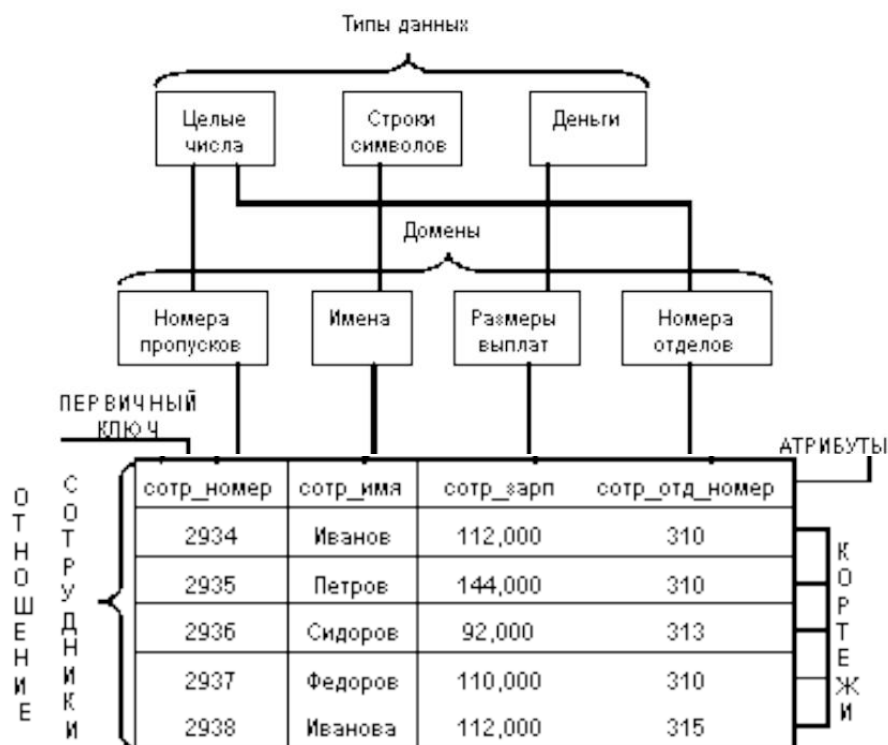 Типы данных
Целые числа
Строки символов
Деньги
Домены
Номера пропусков
Имена
Размеры выплат
Номера отделов
ПЕРВИЧНЫЙ КЛЮЧ
АТРИБУТЫ
ОТНОШЕНИЕ
СОТРУДНИКИ
сотр_номер сотр_имя сотр_зарп сотр_отд_номер
2934 Иванов 112,000 310
2935 Петров 144,000 310
2936 Сидоров 92,000 313
2937 Федоров 110,000 310
2938 Иванова 112,000 315
КОРТЕЖИ